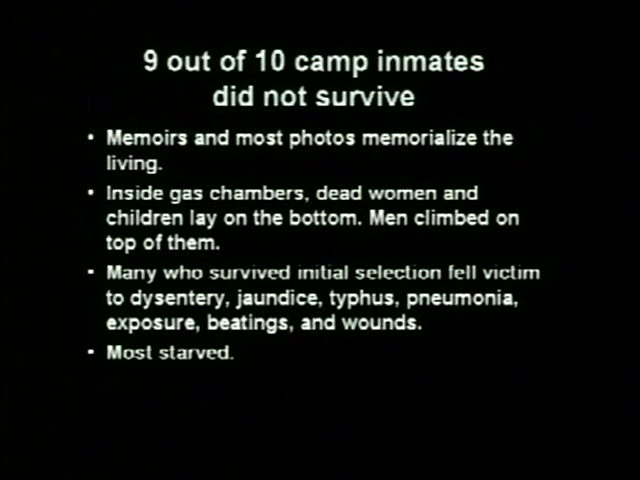 9 out of 10 camp inmates
did not survive
• Memoirs and most photos memorialize the
living.
• Inside gas chambers, dead women and
children lay on the bottom. Men climbed on
top of them.
• Many who survived initial selection fell victim
to dysentery, jaundice, typhus, pneumonia,
exposure, beatings, and wounds.
• Most starved.